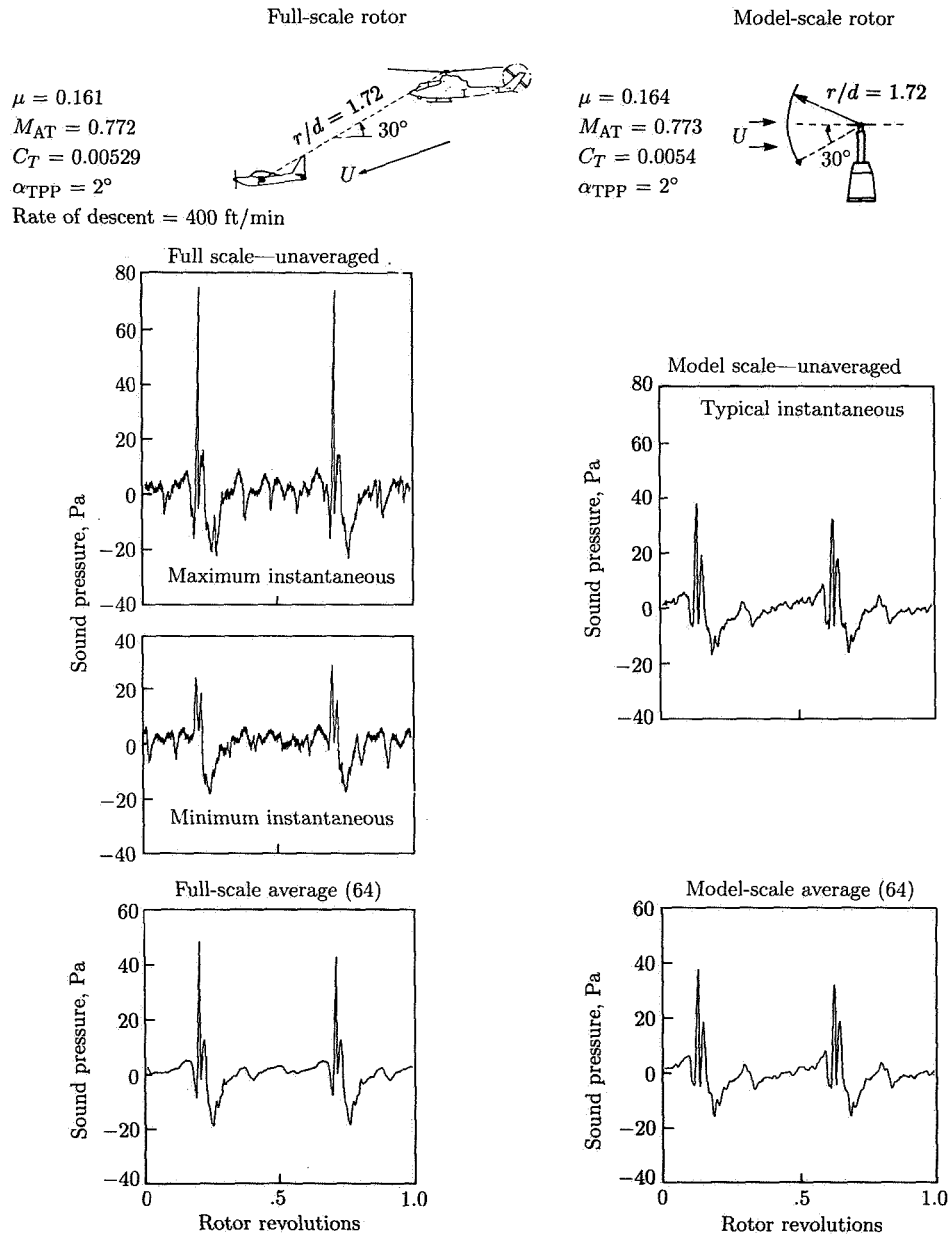 Full-scale rotor
μ = 0.161
M_AT = 0.772
C_T = 0.00529
α_TPP = 2°
Rate of descent = 400 ft/min
r/d = 1.72
30°
U
Model-scale rotor
μ = 0.164
M_AT = 0.773
C_T = 0.0054
α_TPP = 2°
r/d = 1.72
U
30°
Full scale—unaveraged
80
60
40
20
0
−20
−40
Maximum instantaneous
Sound pressure, Pa
40
20
0
−20
−40
Minimum instantaneous
Full-scale average (64)
60
40
20
0
−20
−40
Sound pressure, Pa
0 .5 1.0
Rotor revolutions
Model scale—unaveraged
80
60
40
20
0
−20
−40
Typical instantaneous
Sound pressure, Pa
Model-scale average (64)
60
40
20
0
−20
−40
Sound pressure, Pa
0 .5 1.0
Rotor revolutions